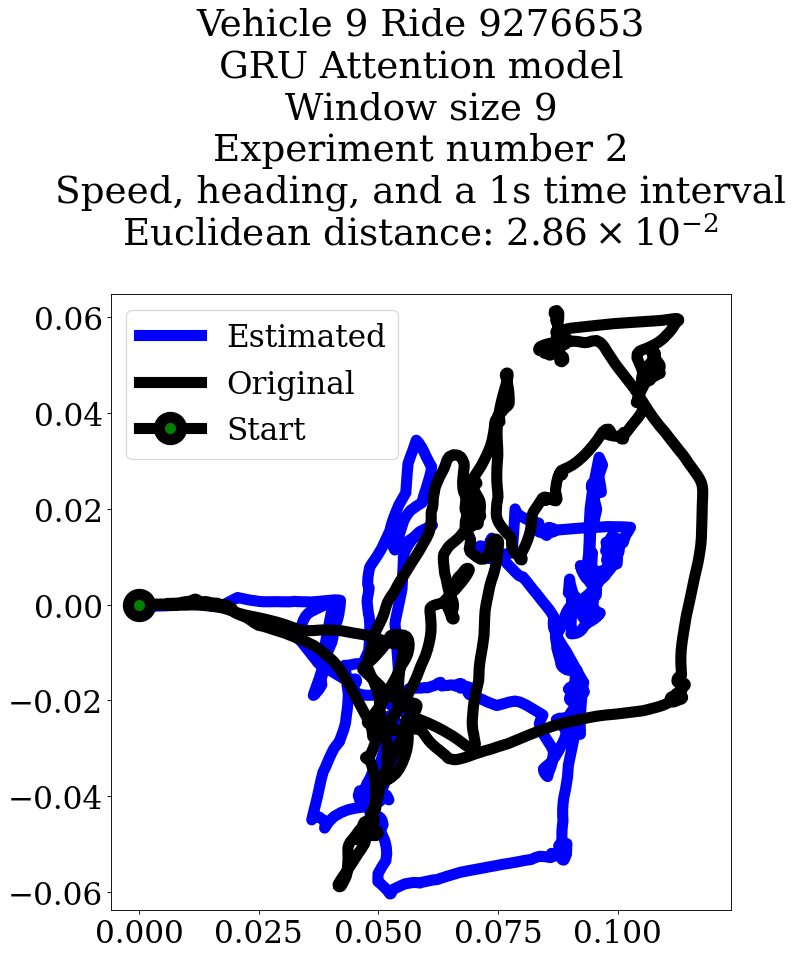 Vehicle 9 Ride 9276653
GRU Attention model
Window size 9
Experiment number 2
Speed, heading, and a 1s time interval
Euclidean distance: 2.86 × 10⁻²
Estimated
Original
Start
0.06
0.04
0.02
0.00
−0.02
−0.04
−0.06
0.000 0.025 0.050 0.075 0.100